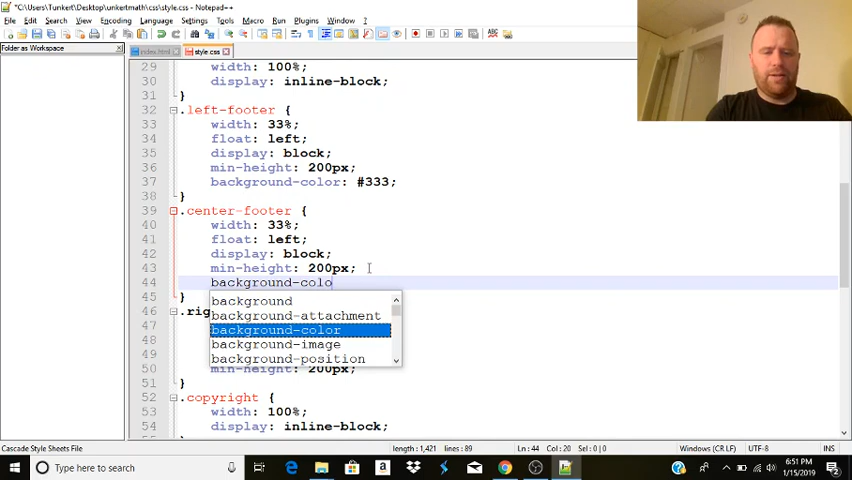 *C:\Users\Tunkert\Desktop\unkertmath\css\style.css - Notepad++
File Edit Search View Encoding Language Settings Tools Macro Run Plugins Window ?
Folder as Workspace
index.html
style.css
29 width: 100%;
30 display: inline-block;
31 }
32 .left-footer {
33 width: 33%;
34 float: left;
35 display: block;
36 min-height: 200px;
37 background-color: #333;
38 }
39 .center-footer {
40 width: 33%;
41 float: left;
42 display: block;
43 min-height: 200px;
44 background-colo
45 }
background
background-attachment
background-color
background-image
background-position
46 .rig
47
48
49
50 min-height: 200px;
51 }
52 .copyright {
53 width: 100%;
54 display: inline-block;
55
Cascade Style Sheets File
length : 1,421 lines : 89
Ln : 44 Col : 20 Sel : 0 | 0
Windows (CR LF)
UTF-8
INS
Type here to search
6:51 PM
1/15/2019